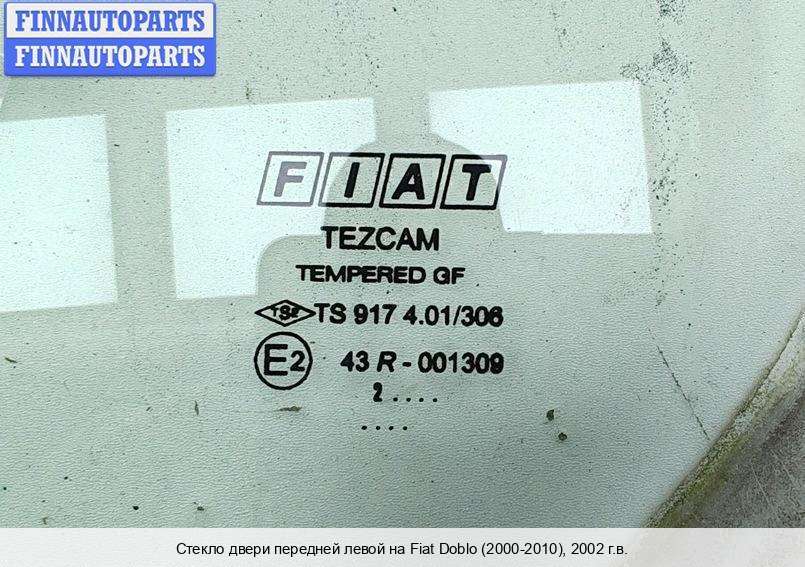 FINNAUTOPARTS
FINNAUTOPARTS
FIAT
TEZCAM
TEMPERED GF
TSE TS 917 4.01/306
E2 43 R - 001309
2 ....
....
Стекло двери передней левой на Fiat Doblo (2000-2010), 2002 г.в.